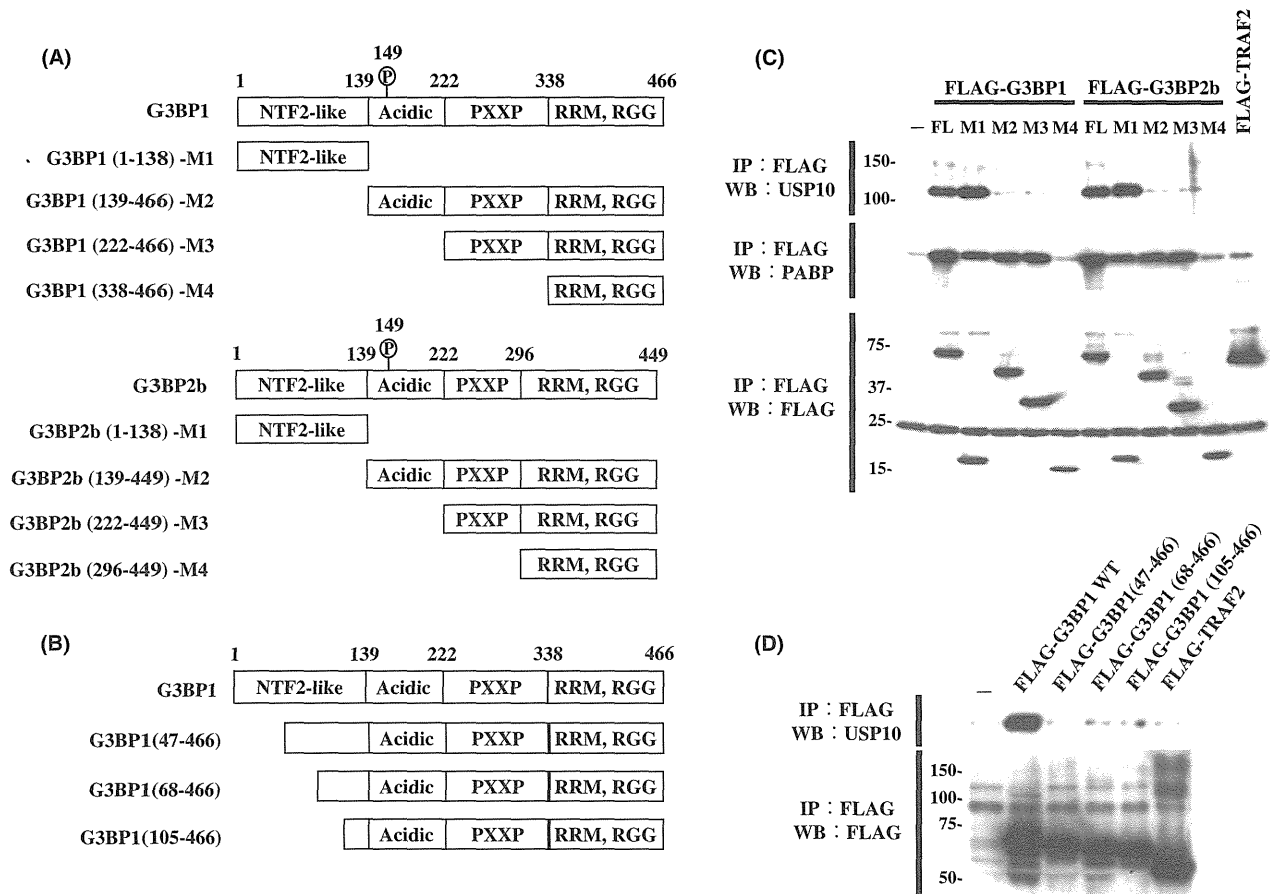 (A)
149
1 139 P 222 338 466
G3BP1 NTF2-like Acidic PXXP RRM, RGG
G3BP1 (1-138) -M1 NTF2-like
G3BP1 (139-466) -M2 Acidic PXXP RRM, RGG
G3BP1 (222-466) -M3 PXXP RRM, RGG
G3BP1 (338-466) -M4 RRM, RGG
149
1 139 P 222 296 449
G3BP2b NTF2-like Acidic PXXP RRM, RGG
G3BP2b (1-138) -M1 NTF2-like
G3BP2b (139-449) -M2 Acidic PXXP RRM, RGG
G3BP2b (222-449) -M3 PXXP RRM, RGG
G3BP2b (296-449) -M4 RRM, RGG
(B)
1 139 222 338 466
G3BP1 NTF2-like Acidic PXXP RRM, RGG
G3BP1(47-466) Acidic PXXP RRM, RGG
G3BP1(68-466) Acidic PXXP RRM, RGG
G3BP1(105-466) Acidic PXXP RRM, RGG
(C)
FLAG-G3BP1 FLAG-G3BP2b FLAG-TRAF2
– FL M1 M2 M3 M4 FL M1 M2 M3 M4
IP : FLAG
WB : USP10
150-
100-
IP : FLAG
WB : PABP
IP : FLAG
WB : FLAG
75-
37-
25-
15-
(D)
–
FLAG-G3BP1 WT
FLAG-G3BP1(47-466)
FLAG-G3BP1 (68-466)
FLAG-G3BP1 (105-466)
FLAG-TRAF2
IP : FLAG
WB : USP10
IP : FLAG
WB : FLAG
150-
100-
75-
50-